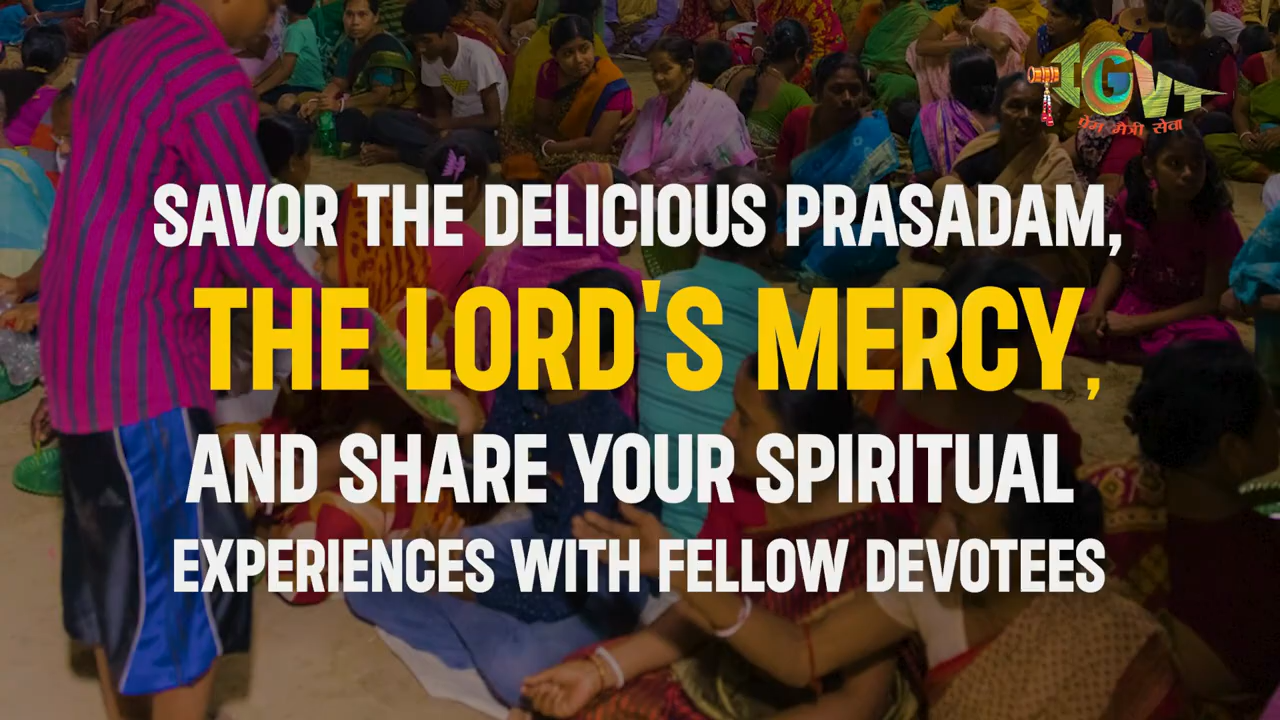 IGVT
प्रेम मैत्री सेवा
SAVOR THE DELICIOUS PRASADAM,
THE LORD'S MERCY,
AND SHARE YOUR SPIRITUAL
EXPERIENCES WITH FELLOW DEVOTEES